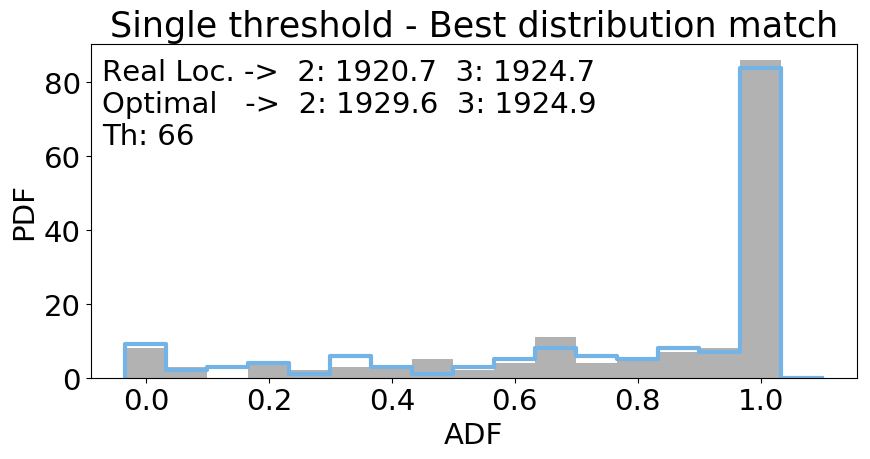 Single threshold - Best distribution match
Real Loc. -> 2: 1920.7 3: 1924.7
Optimal -> 2: 1929.6 3: 1924.9
Th: 66
80
60
40
20
0
PDF
0.0 0.2 0.4 0.6 0.8 1.0
ADF